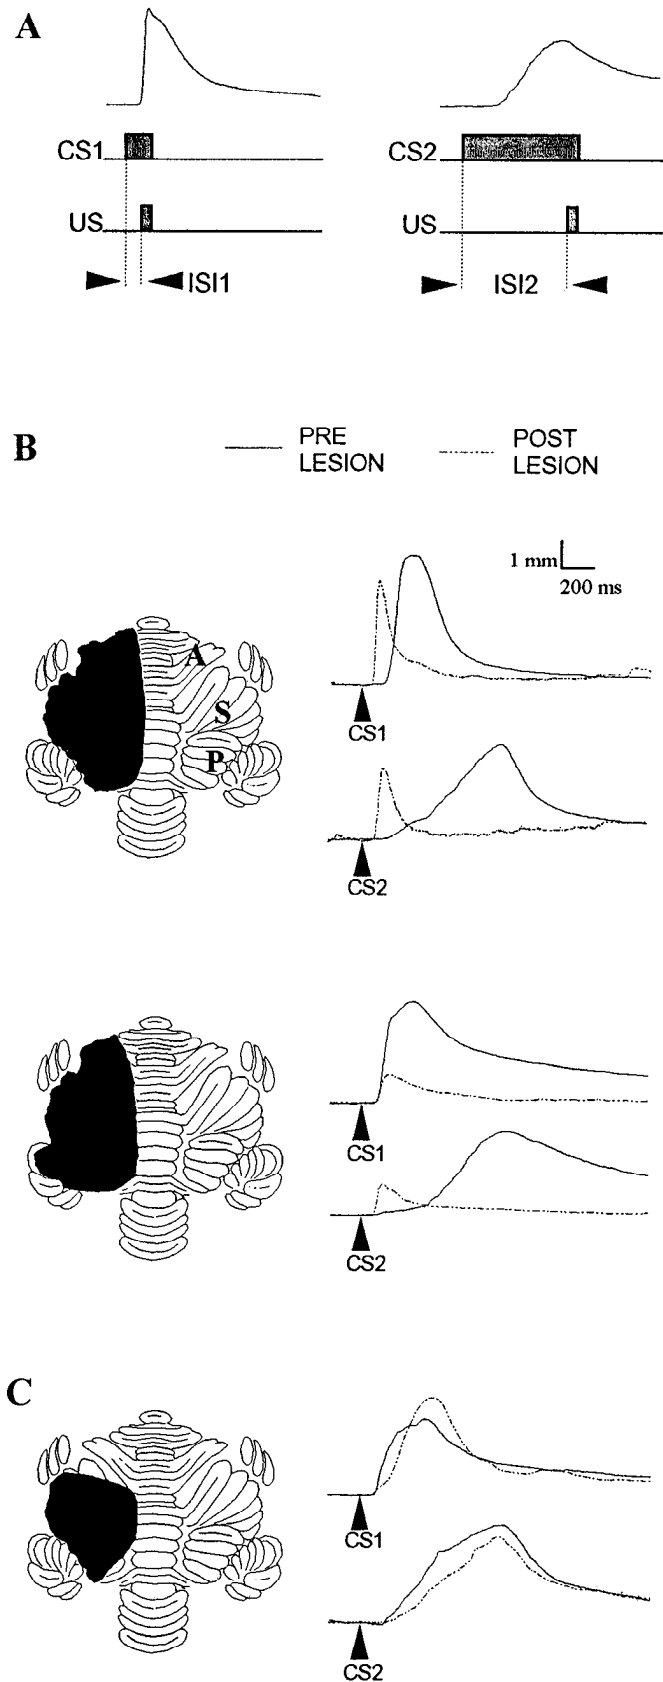 A
CS1
CS2
US
US
ISI1
ISI2
B
PRE LESION
POST LESION
1 mm
200 ms
A
S
P
CS1
CS2
CS1
CS2
C
CS1
CS2